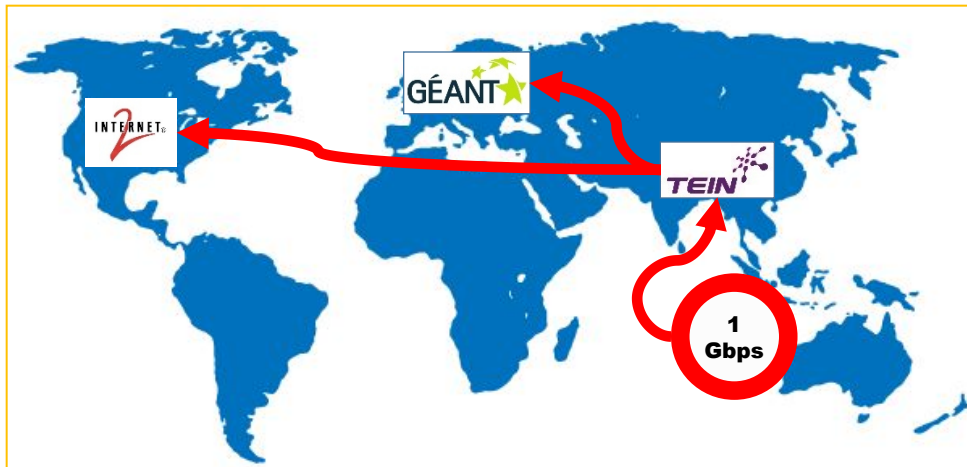 INTERNET®
2
GÉANT
TEIN
1
Gbps